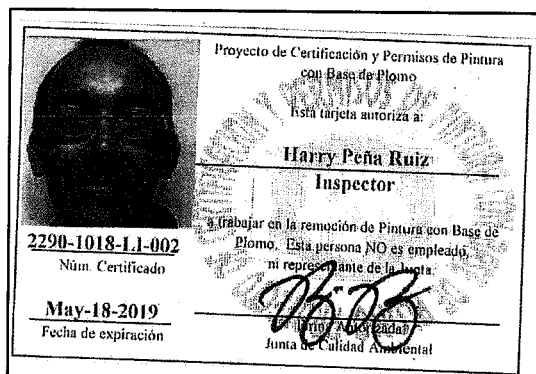 Proyecto de Certificación y Permisos de Pintura
con Base de Plomo
Esta tarjeta autoriza a:
Harry Peña Ruiz
Inspector
a trabajar en la remoción de Pintura con Base de
Plomo. Esta persona NO es empleado,
ni representante de la Junta.
2290-1018-LI-002
Núm. Certificado
May-18-2019
Fecha de expiración
Firma Autorizada
Junta de Calidad Ambiental